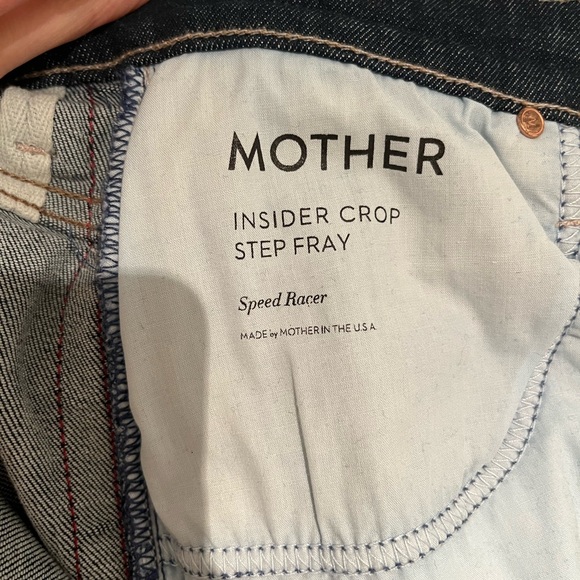 MOTHER
INSIDER CROP
STEP FRAY
Speed Racer
MADE by MOTHER IN THE U.S.A.